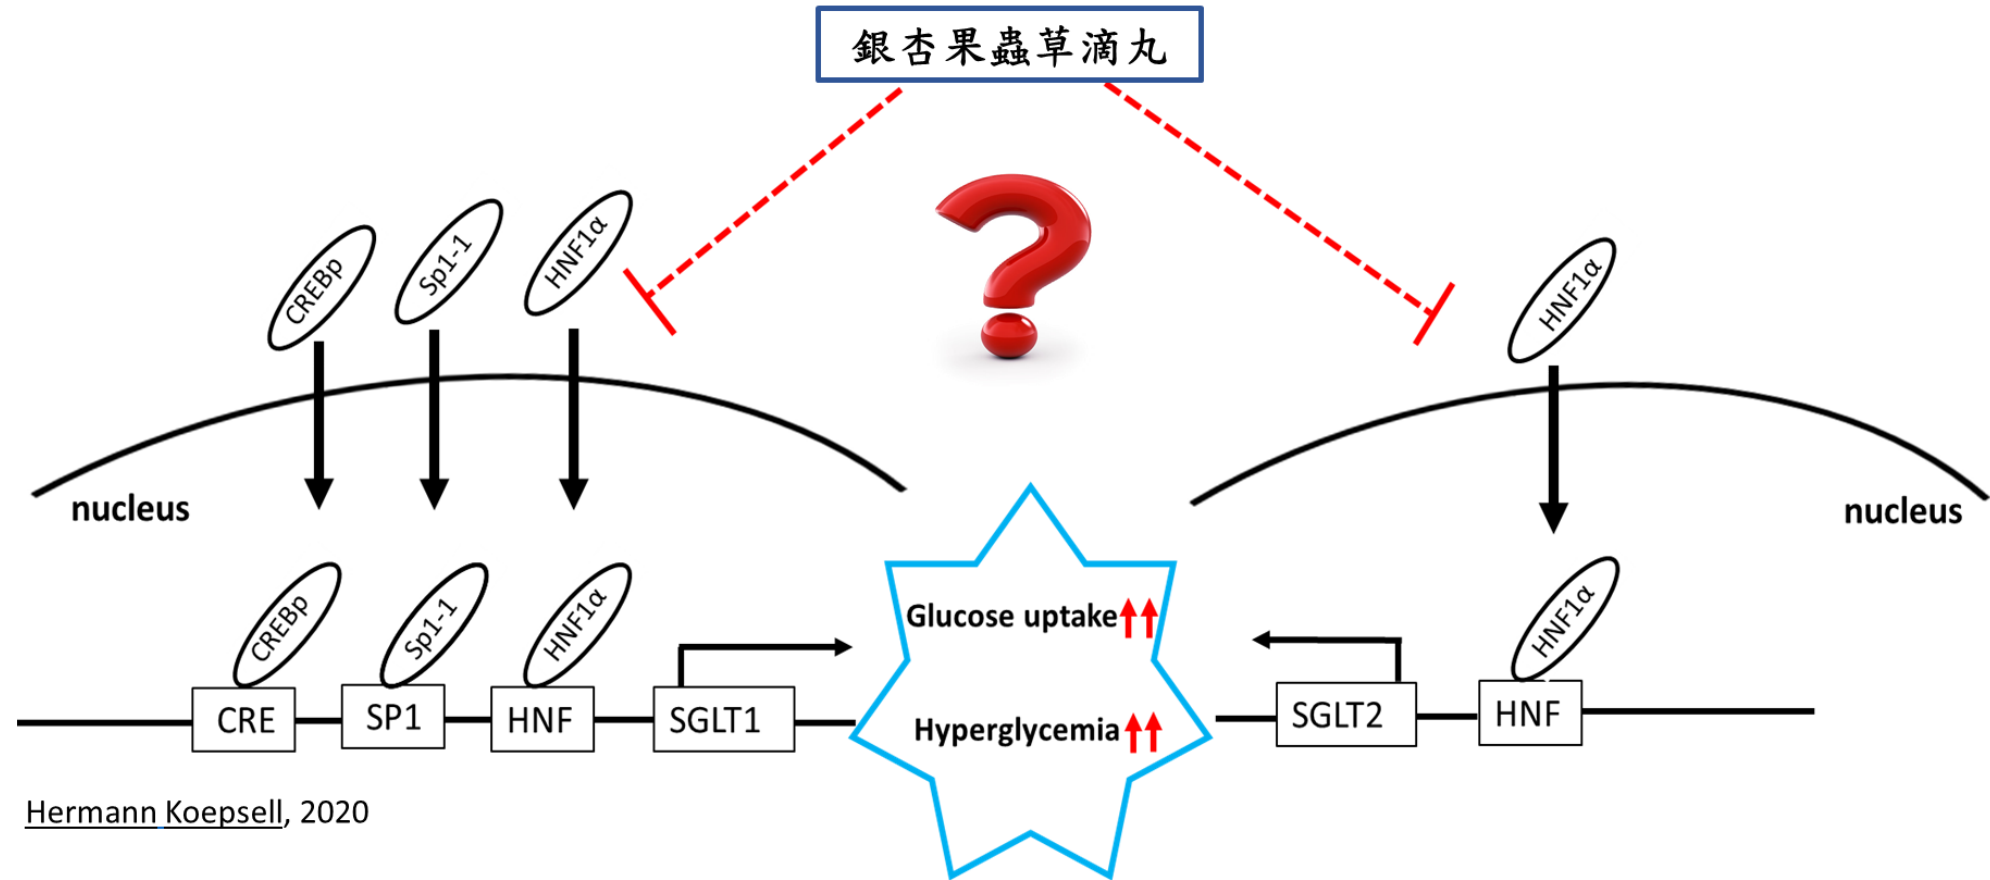 銀杏果蟲草滴丸
CREBp
Sp1-1
HNF1α
HNF1α
nucleus
nucleus
CREBp
Sp1-1
HNF1α
Glucose uptake
HNF1α
CRE
SP1
HNF
SGLT1
Hyperglycemia
SGLT2
HNF
Hermann Koepsell, 2020